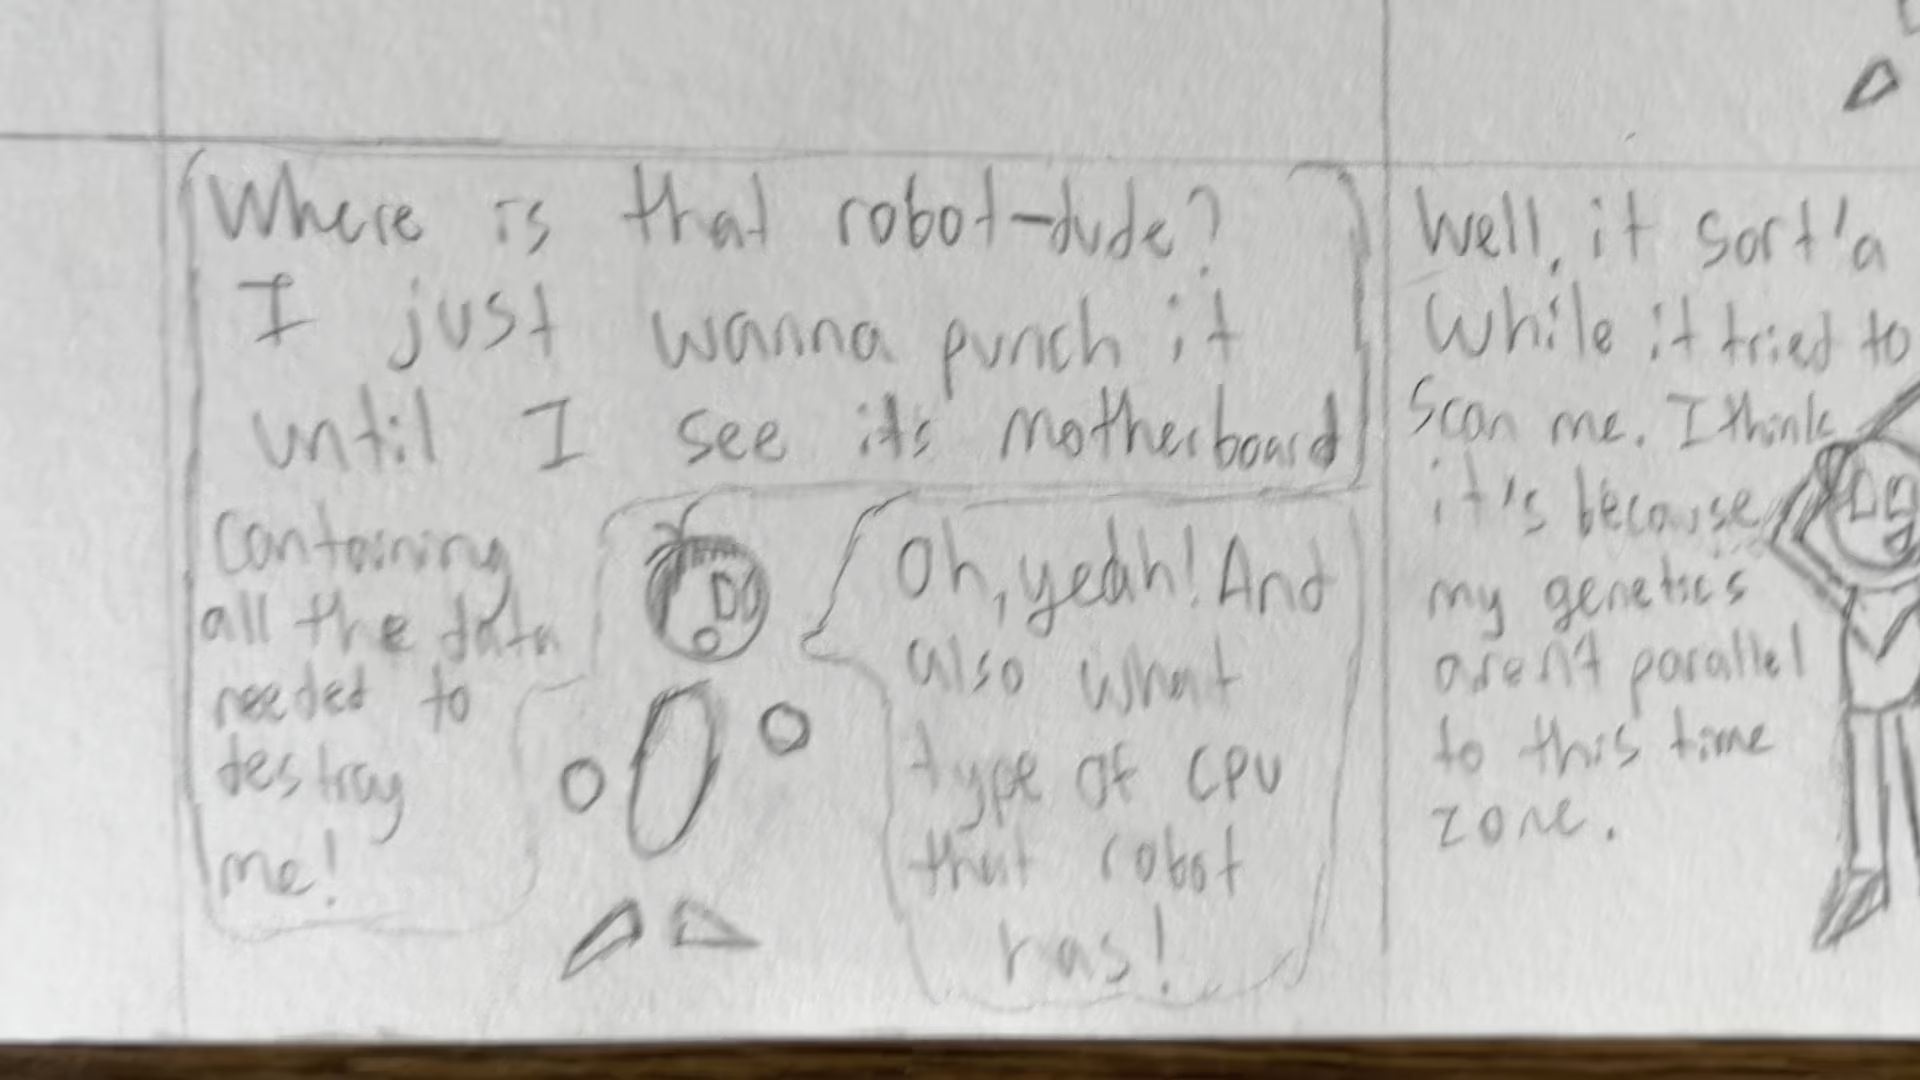 Where is that robot-dude?
I just wanna punch it
until I see its motherboard
containing
all the data
needed to
destroy
me!
Oh, yeah! And
also what
type of CPU
that robot
has!
Well, it sort'a
while it tried to
scan me. I think
it's because
my genetics
aren't parallel
to this time
zone.